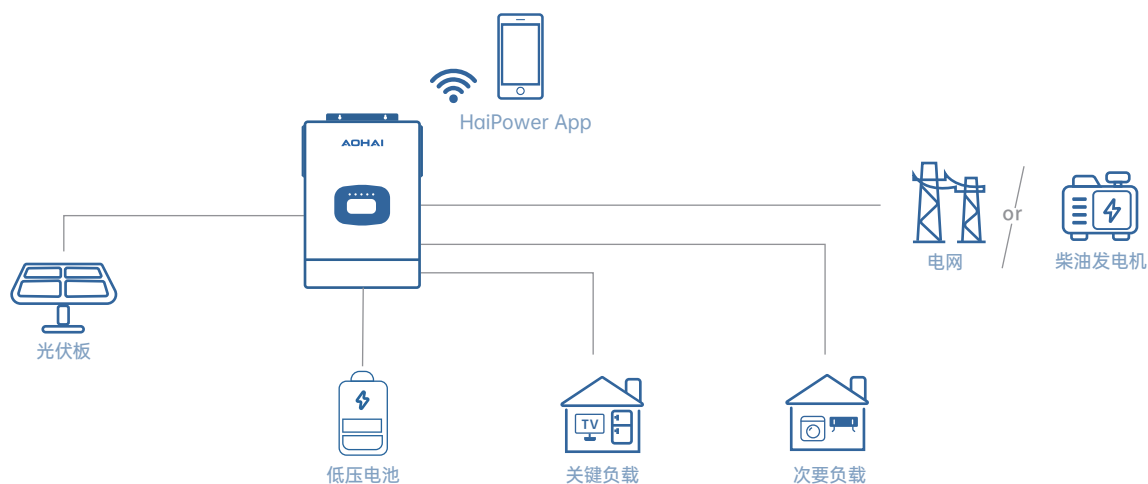 HaiPower App
AOHAI
or
电网
柴油发电机
光伏板
TV
低压电池
关键负载
次要负载